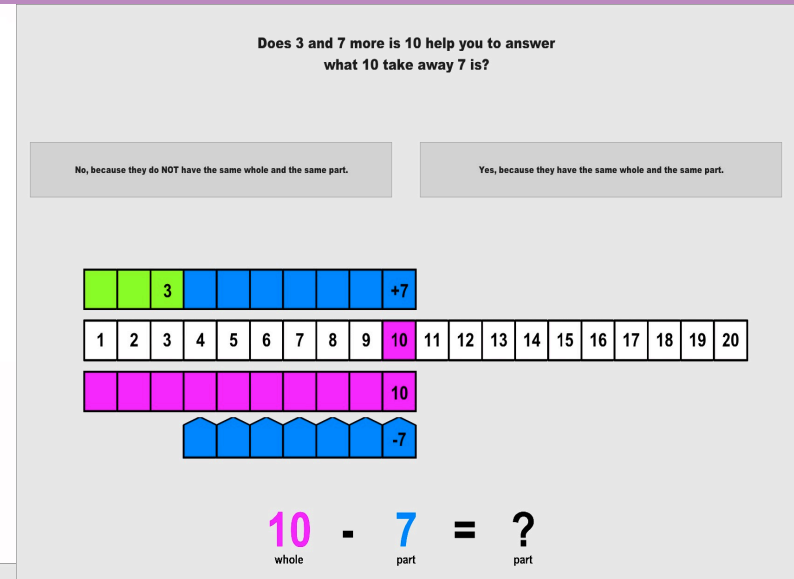 Does 3 and 7 more is 10 help you to answer
what 10 take away 7 is?
No, because they do NOT have the same whole and the same part.
Yes, because they have the same whole and the same part.
3 +7
1 2 3 4 5 6 7 8 9 10 11 12 13 14 15 16 17 18 19 20
10
-7
10 - 7 = ?
whole part part